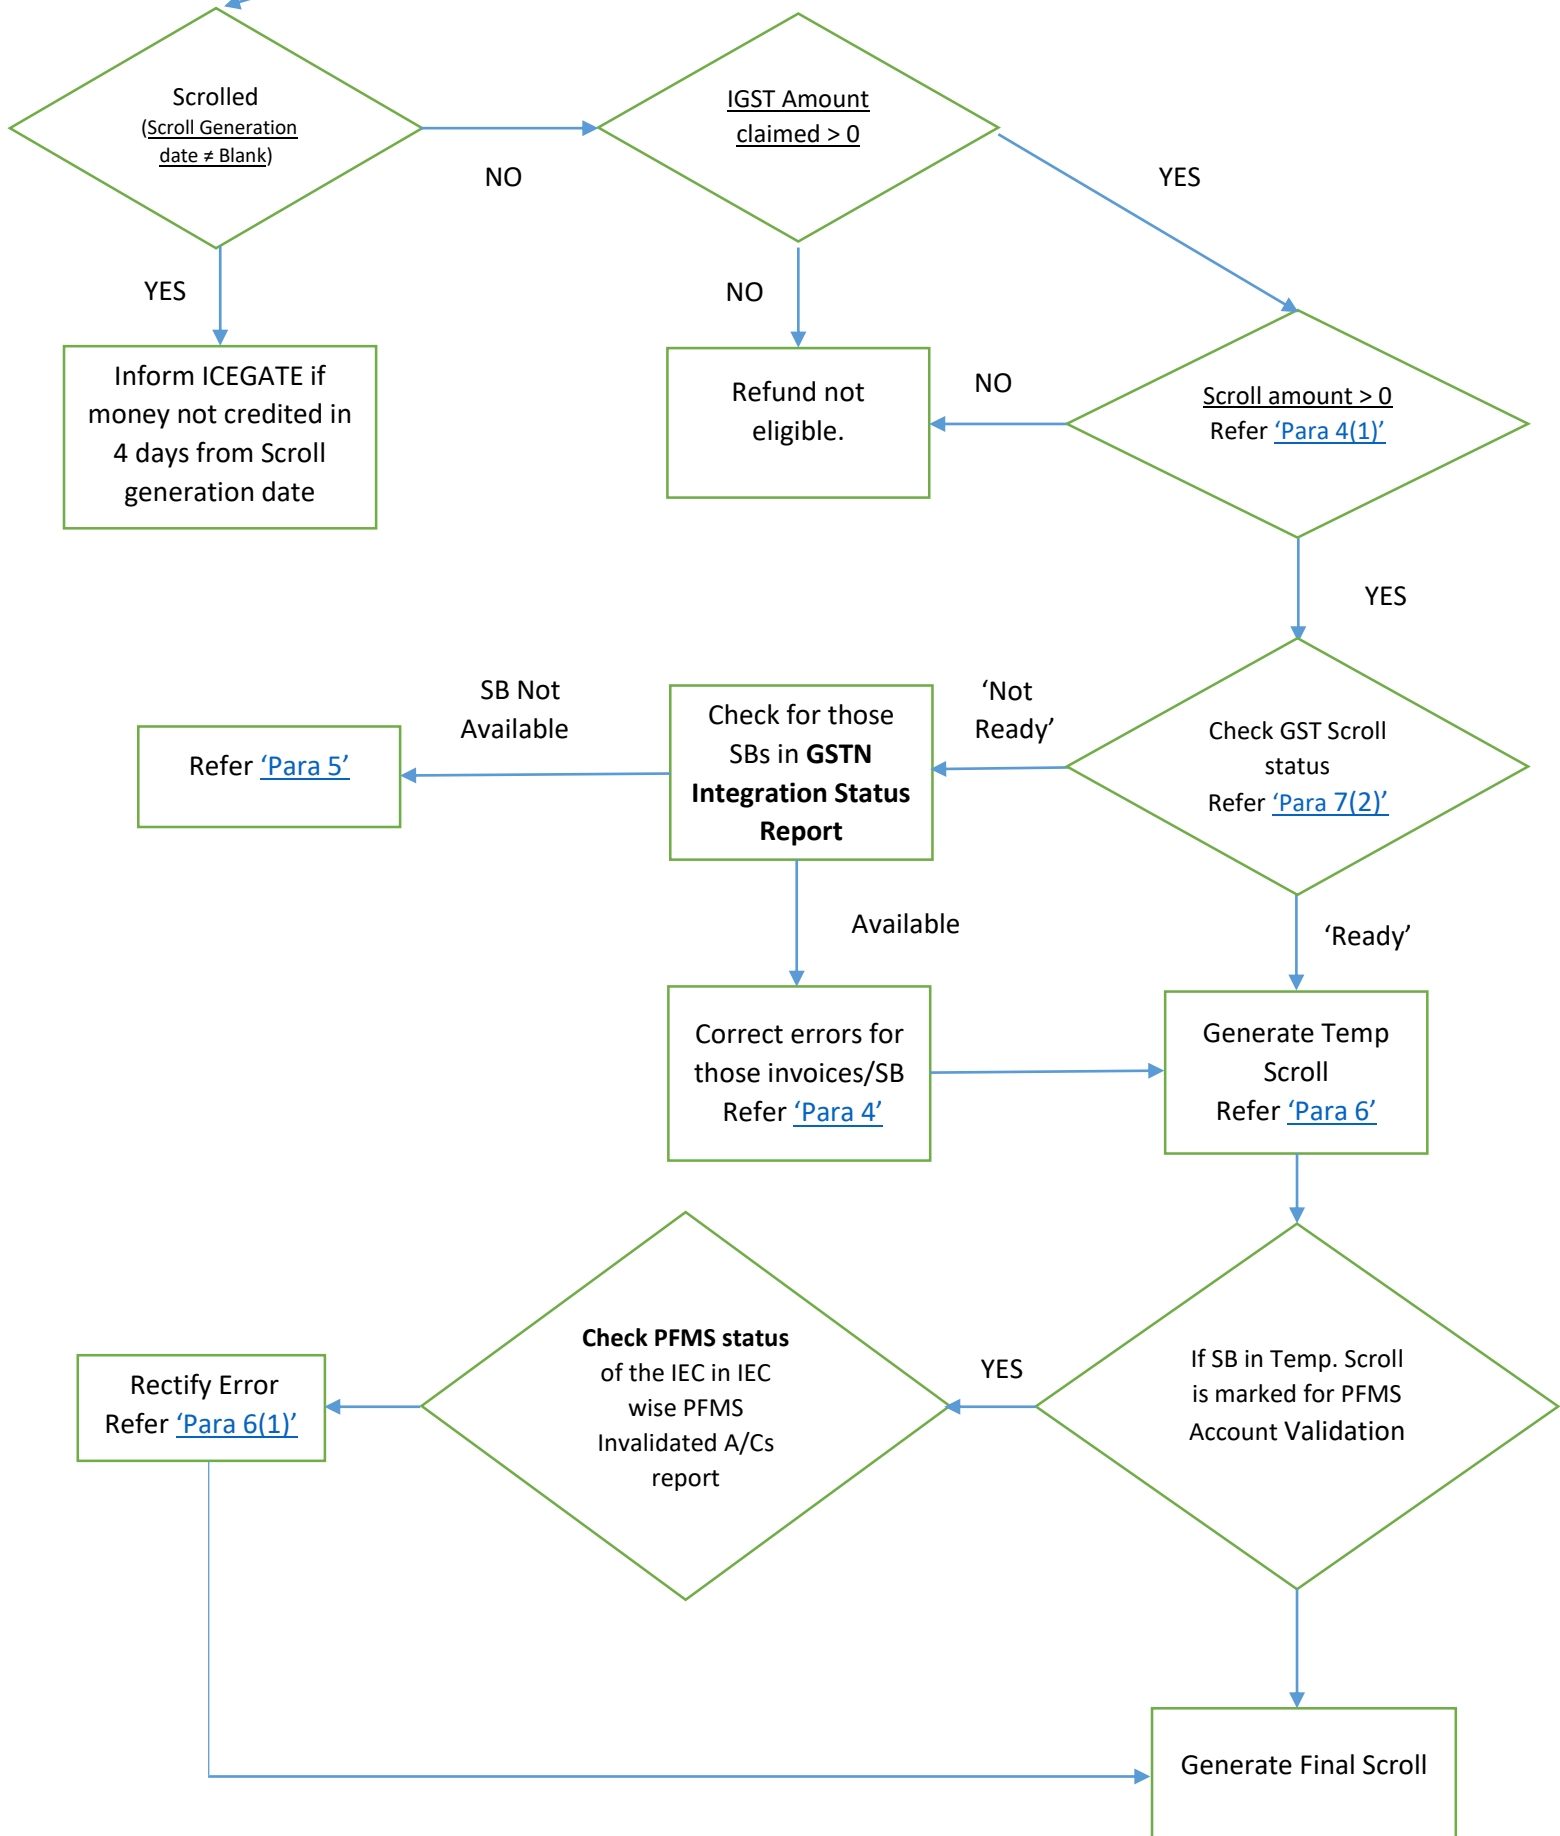 Scrolled
(Scroll Generation
date ≠ Blank)
NO
IGST Amount
claimed > 0
YES
YES
NO
Inform ICEGATE if
money not credited in
4 days from Scroll
generation date
Refund not
eligible.
NO
Scroll amount > 0
Refer ‘Para 4(1)’
YES
SB Not
Available
‘Not
Ready’
Refer ‘Para 5’
Check for those
SBs in GSTN
Integration Status
Report
Check GST Scroll
status
Refer ‘Para 7(2)’
Available
‘Ready’
Correct errors for
those invoices/SB
Refer ‘Para 4’
Generate Temp
Scroll
Refer ‘Para 6’
Rectify Error
Refer ‘Para 6(1)’
Check PFMS status
of the IEC in IEC
wise PFMS
Invalidated A/Cs
report
YES
If SB in Temp. Scroll
is marked for PFMS
Account Validation
Generate Final Scroll